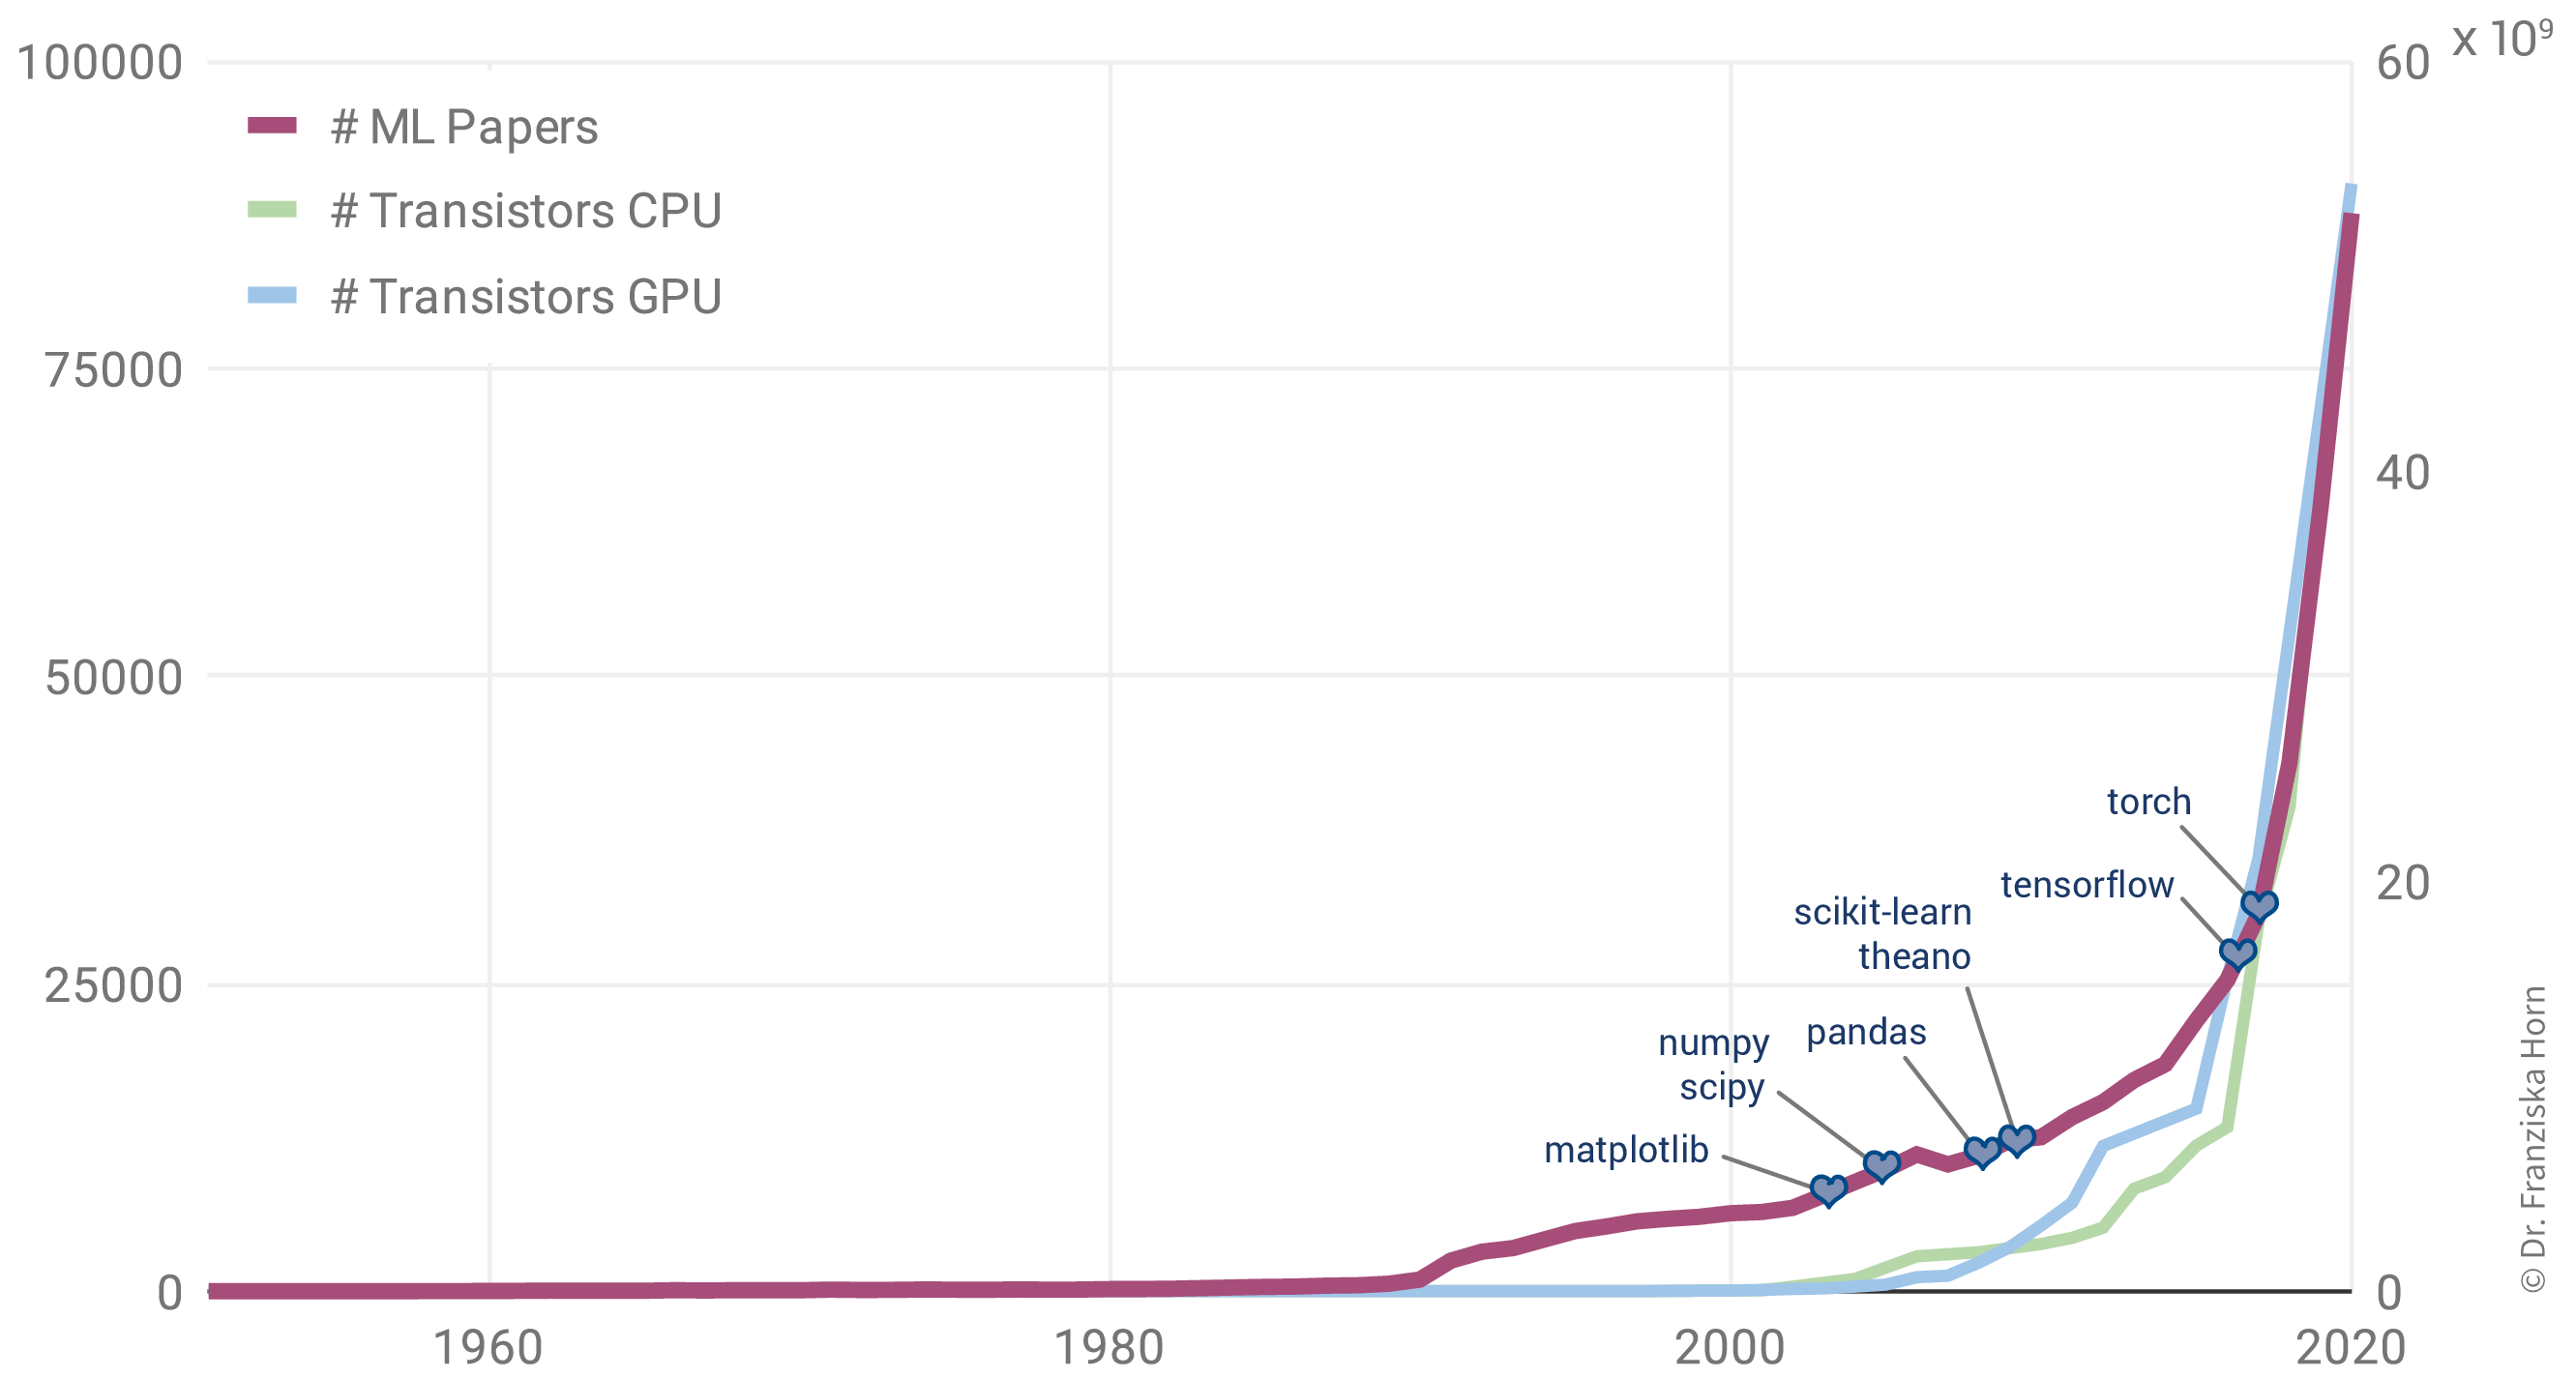 x 10⁹
100000
60
# ML Papers
# Transistors CPU
# Transistors GPU
75000
40
50000
torch
tensorflow
20
scikit-learn
theano
25000
numpy
scipy
pandas
matplotlib
0
0
1960
1980
2000
2020
© Dr. Franziska Horn